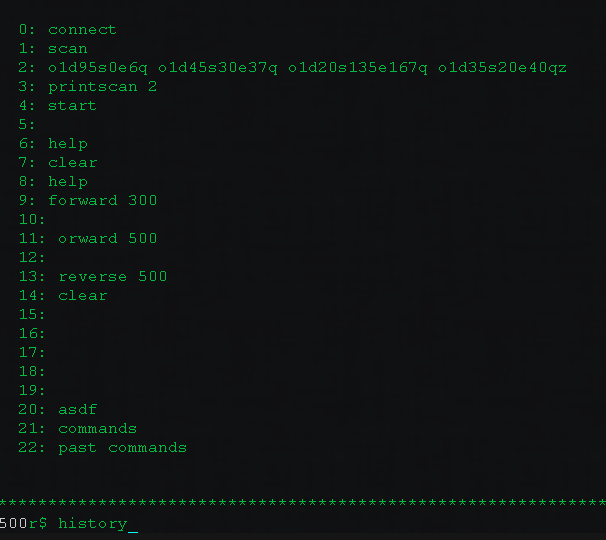 0: connect
1: scan
2: o1d95s0e6q o1d45s30e37q o1d20s135e167q o1d35s20e40qz
3: printscan 2
4: start
5:
6: help
7: clear
8: help
9: forward 300
10:
11: orward 500
12:
13: reverse 500
14: clear
15:
16:
17:
18:
19:
20: asdf
21: commands
22: past commands
*************************************************************
500r$ history_